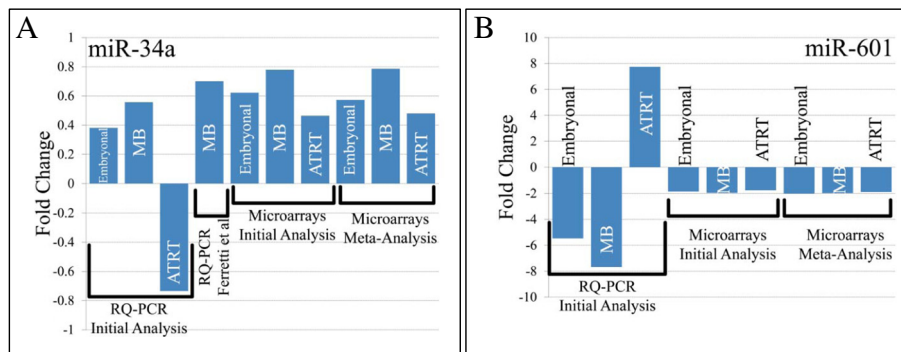 A
miR-34a
Fold Change
1
0.8
0.6
0.4
0.2
0
-0.2
-0.4
-0.6
-0.8
-1
Embryonal
MB
ATRT
MB
Embryonal
MB
ATRT
Embryonal
MB
ATRT
RQ-PCR
Initial Analysis
RQ-PCR
Ferretti et al
Microarrays
Initial Analysis
Microarrays
Meta-Analysis
B
miR-601
Fold Change
10
8
6
4
2
0
-2
-4
-6
-8
-10
Embryonal
MB
ATRT
Embryonal
MB
ATRT
Embryonal
MB
ATRT
RQ-PCR
Initial Analysis
Microarrays
Initial Analysis
Microarrays
Meta-Analysis